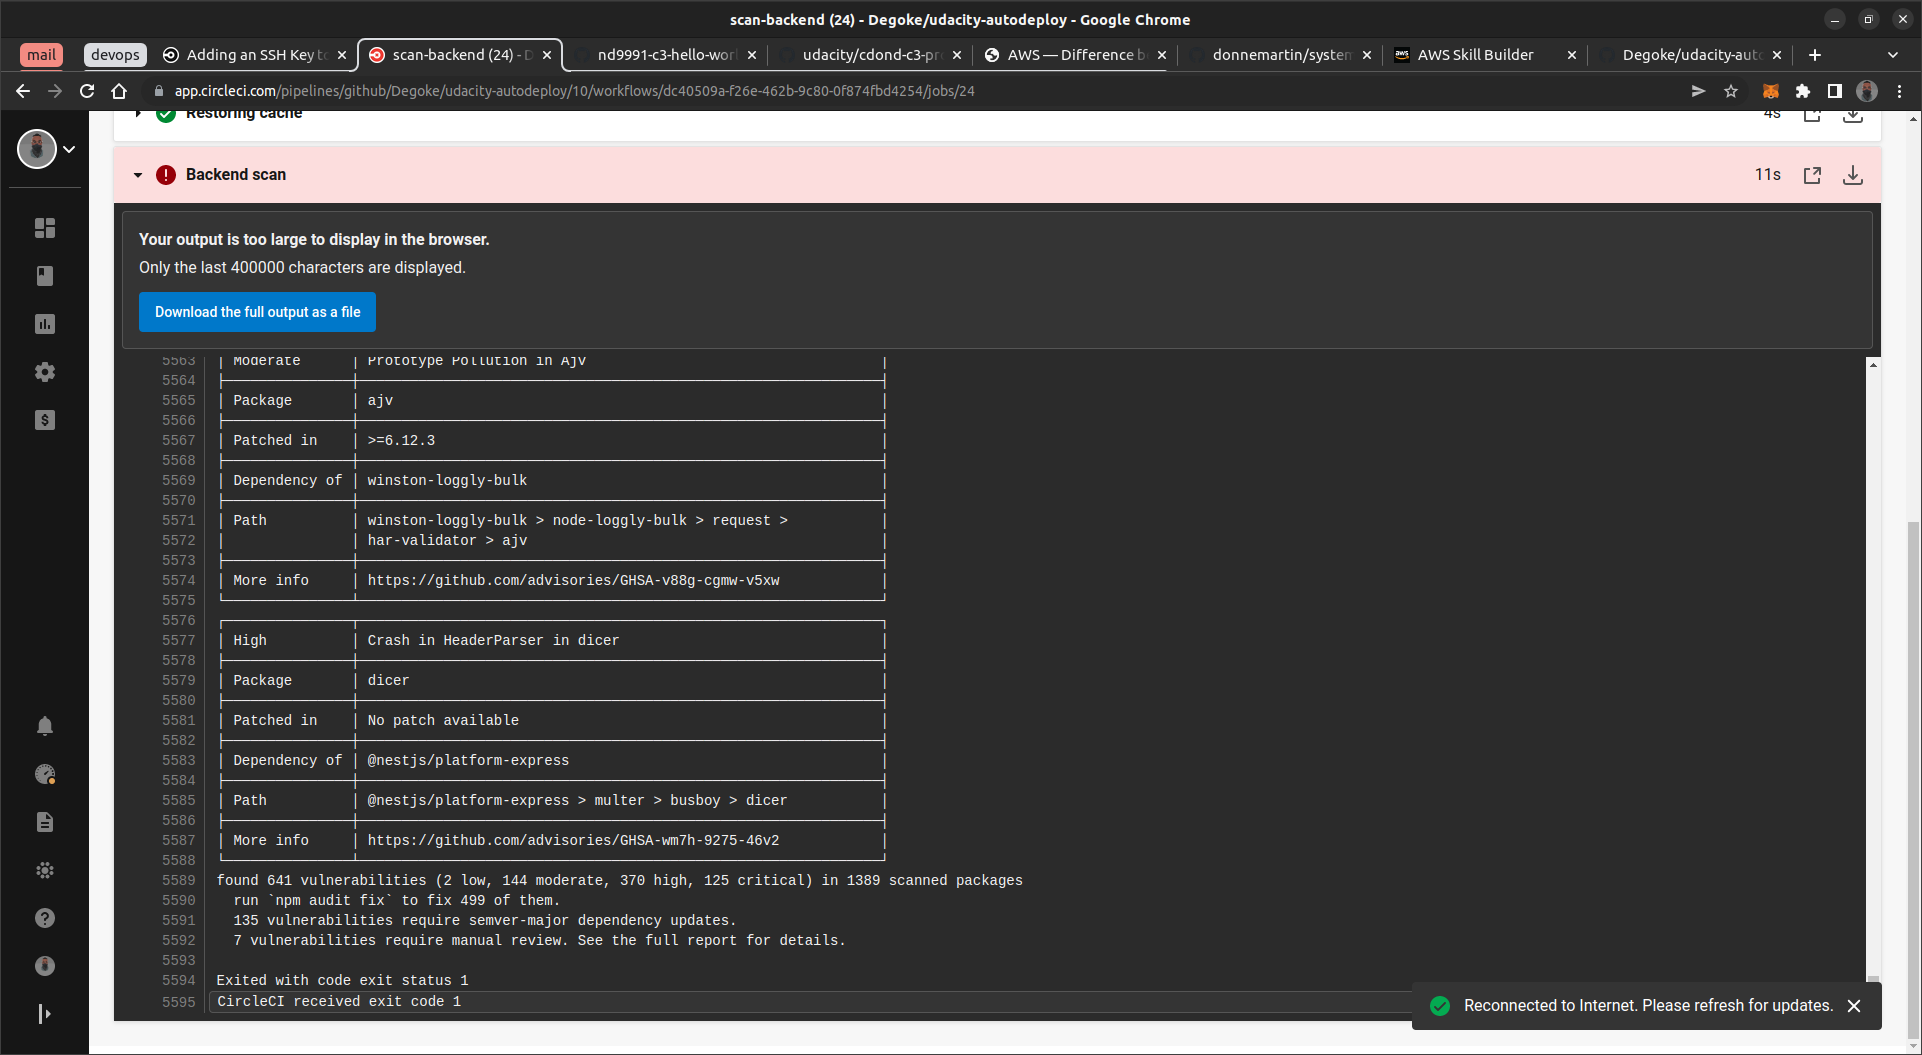 scan-backend (24) - Degoke/udacity-autodeploy - Google Chrome
mail
devops
Adding an SSH Key to
scan-backend (24) - D
nd9991-c3-hello-wor
udacity/cdond-c3-pr
AWS — Difference b
donnemartin/system
AWS Skill Builder
Degoke/udacity-aut
app.circleci.com/pipelines/github/Degoke/udacity-autodeploy/10/workflows/dc40509a-f26e-462b-9c80-0f874fbd4254/jobs/24
Restoring cache
4s
Backend scan
11s
Your output is too large to display in the browser.
Only the last 400000 characters are displayed.
Download the full output as a file
5563 | Moderate | Prototype Pollution in Ajv |
5564
5565 | Package | ajv |
5566
5567 | Patched in | >=6.12.3 |
5568
5569 | Dependency of | winston-loggly-bulk |
5570
5571 | Path | winston-loggly-bulk > node-loggly-bulk > request > |
5572 | | har-validator > ajv |
5573
5574 | More info | https://github.com/advisories/GHSA-v88g-cgmw-v5xw |
5575
5576
5577 | High | Crash in HeaderParser in dicer |
5578
5579 | Package | dicer |
5580
5581 | Patched in | No patch available |
5582
5583 | Dependency of | @nestjs/platform-express |
5584
5585 | Path | @nestjs/platform-express > multer > busboy > dicer |
5586
5587 | More info | https://github.com/advisories/GHSA-wm7h-9275-46v2 |
5588
5589 found 641 vulnerabilities (2 low, 144 moderate, 370 high, 125 critical) in 1389 scanned packages
5590 run `npm audit fix` to fix 499 of them.
5591 135 vulnerabilities require semver-major dependency updates.
5592 7 vulnerabilities require manual review. See the full report for details.
5593
5594 Exited with code exit status 1
5595 CircleCI received exit code 1
Reconnected to Internet. Please refresh for updates.